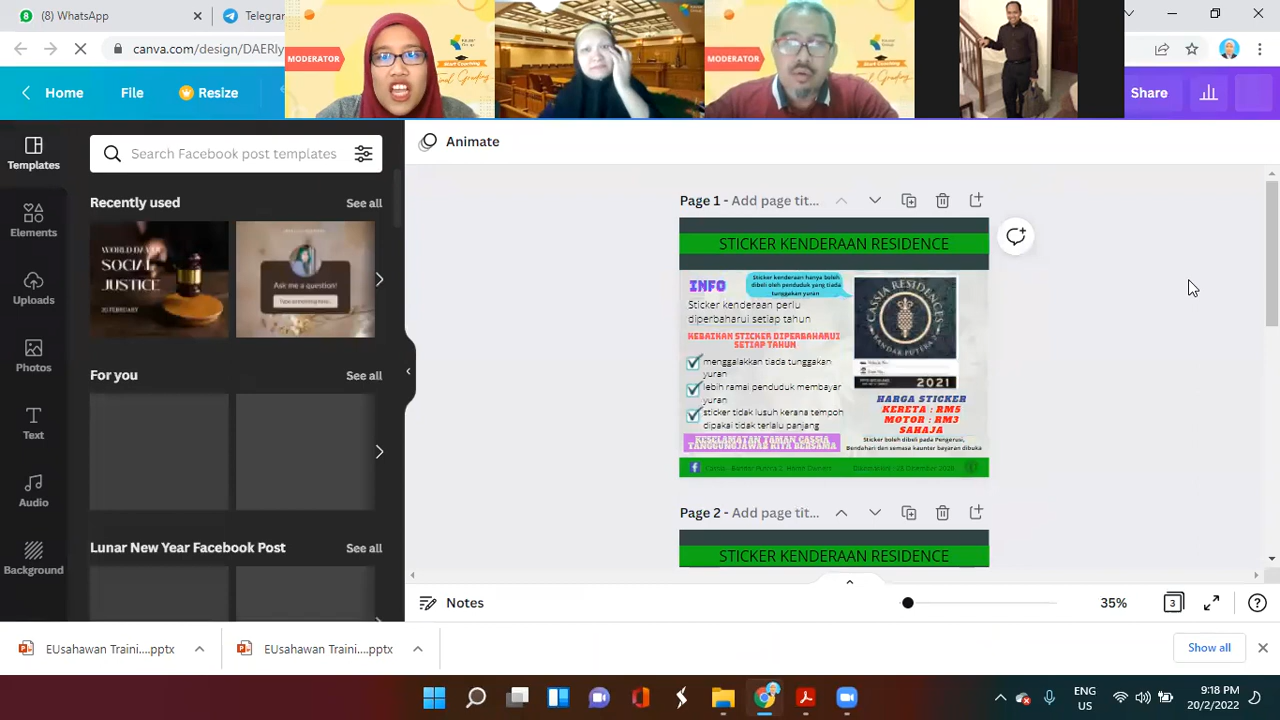 (8) WhatsApp
Telegram
canva.com/design/DAERly
MODERATOR
Start Coaching
MODERATOR
Start Coaching
Home
File
Resize
Share
Templates
Search Facebook post templates
Animate
Elements
Uploads
Photos
Text
Audio
Background
Recently used
See all
WORLD DAY OF
SOCIAL
JUSTICE
20 FEBRUARY
Ask me a question!
Type something...
For you
See all
Lunar New Year Facebook Post
See all
Page 1 - Add page tit...
STICKER KENDERAAN RESIDENCE
INFO
Sticker kenderaan hanya boleh
dibeli oleh penduduk yang tiada
tunggakan yuran
Sticker kenderaan perlu
diperbaharui setiap tahun
KEBAIKAN STICKER DIPERBAHARUI
SETIAP TAHUN
menggalakkan tiada tunggakan
yuran
lebih ramai penduduk membayar
yuran
sticker tidak lusuh kerana tempoh
dipakai tidak terlalu panjang
KESELAMATAN TAMAN CASSIA
TANGGUNGJAWAB KITA BERSAMA
CASSIA RESIDENCES
BANDAR PUTERA 2
2021
HARGA STICKER
KERETA : RM5
MOTOR : RM3
SAHAJA
Sticker boleh dibeli pada Pengerusi,
Bendahari dan semasa kaunter bayaran dibuka
Page 2 - Add page tit...
STICKER KENDERAAN RESIDENCE
Notes
35%
3
EUsahawan Traini....pptx
EUsahawan Traini....pptx
Show all
ENG
US
9:18 PM
20/2/2022